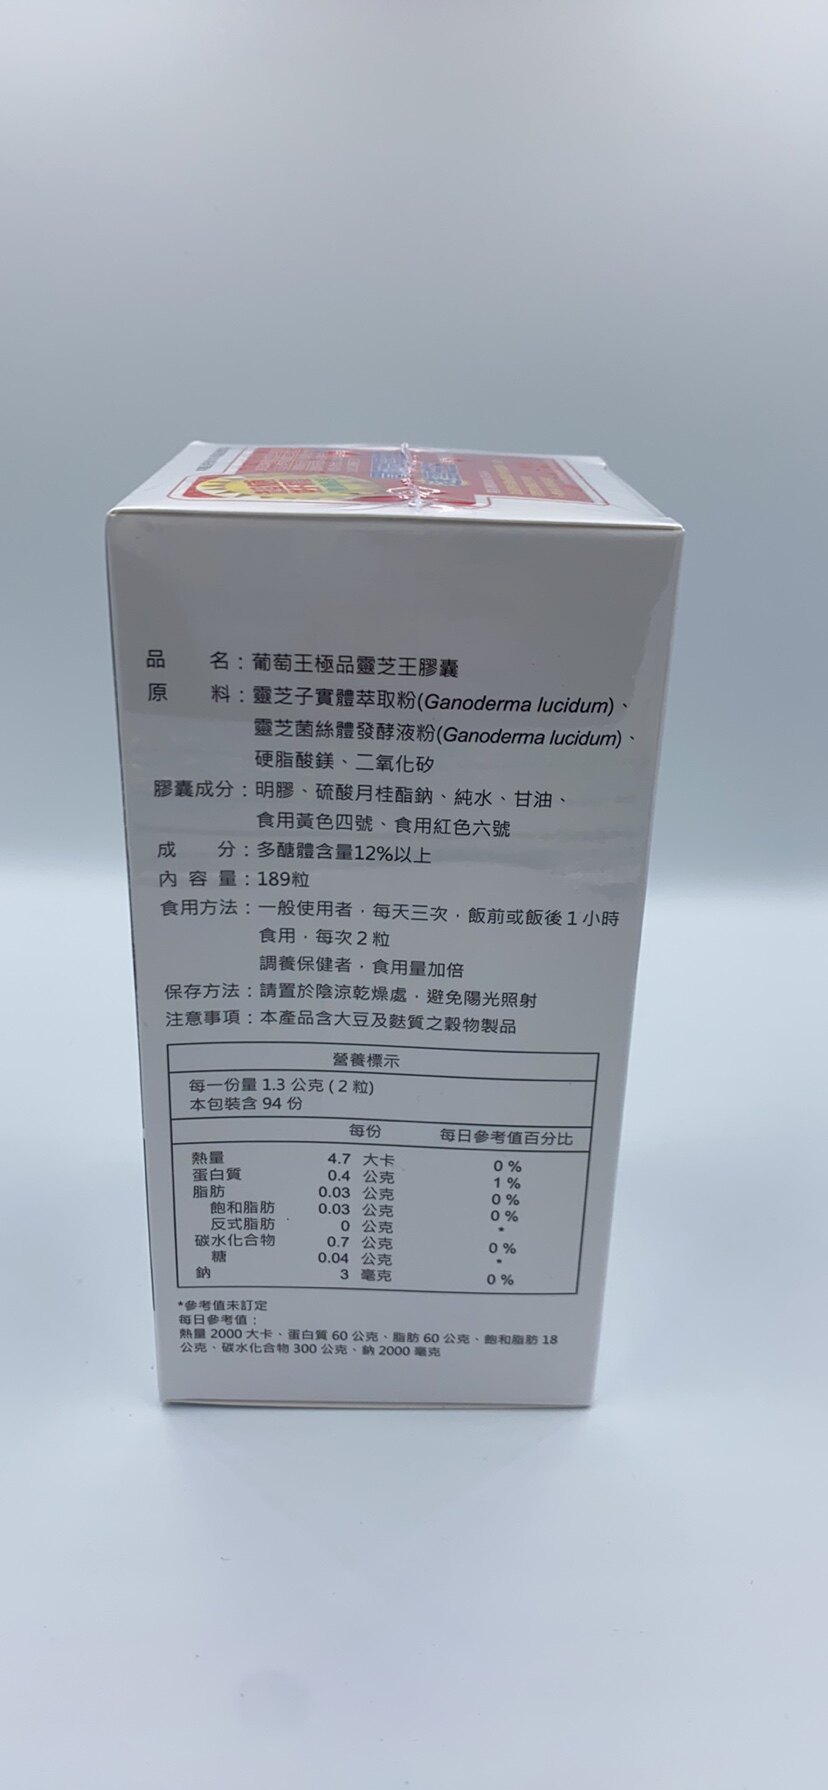 品　　名：葡萄王極品靈芝王膠囊
原　　料：靈芝子實體萃取粉(Ganoderma lucidum)、
靈芝菌絲體發酵液粉(Ganoderma lucidum)、
硬脂酸鎂、二氧化矽
膠囊成分：明膠、硫酸月桂酯鈉、純水、甘油、
食用黃色四號、食用紅色六號
成　　分：多醣體含量12%以上
內 容 量：189粒
食用方法：一般使用者，每天三次，飯前或飯後1小時
食用，每次2粒
調養保健者，食用量加倍
保存方法：請置於陰涼乾燥處，避免陽光照射
注意事項：本產品含大豆及麩質之穀物製品
營養標示
每一份量 1.3 公克 (2 粒)
本包裝含 94 份
每份 每日參考值百分比
熱量 4.7 大卡 0 %
蛋白質 0.4 公克 1 %
脂肪 0.03 公克 0 %
飽和脂肪 0.03 公克 0 %
反式脂肪 0 公克 *
碳水化合物 0.7 公克 0 %
糖 0.04 公克 *
鈉 3 毫克 0 %
*參考值未訂定
每日參考值：
熱量 2000 大卡、蛋白質 60 公克、脂肪 60 公克、飽和脂肪 18
公克、碳水化合物 300 公克、鈉 2000 毫克